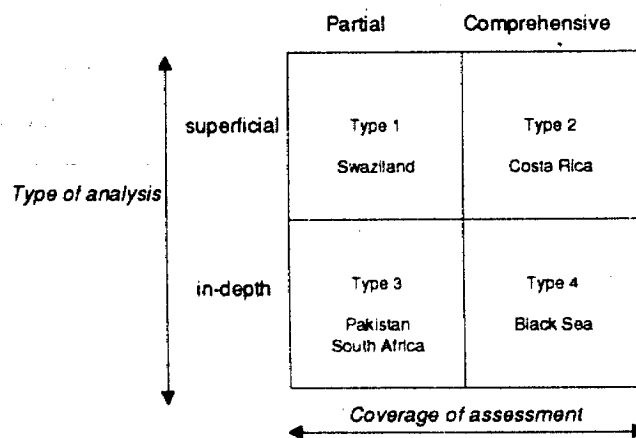 Partial Comprehensive
superficial
Type 1
Swaziland
Type 2
Costa Rica
Type of analysis
in-depth
Type 3
Pakistan
South Africa
Type 4
Black Sea
Coverage of assessment